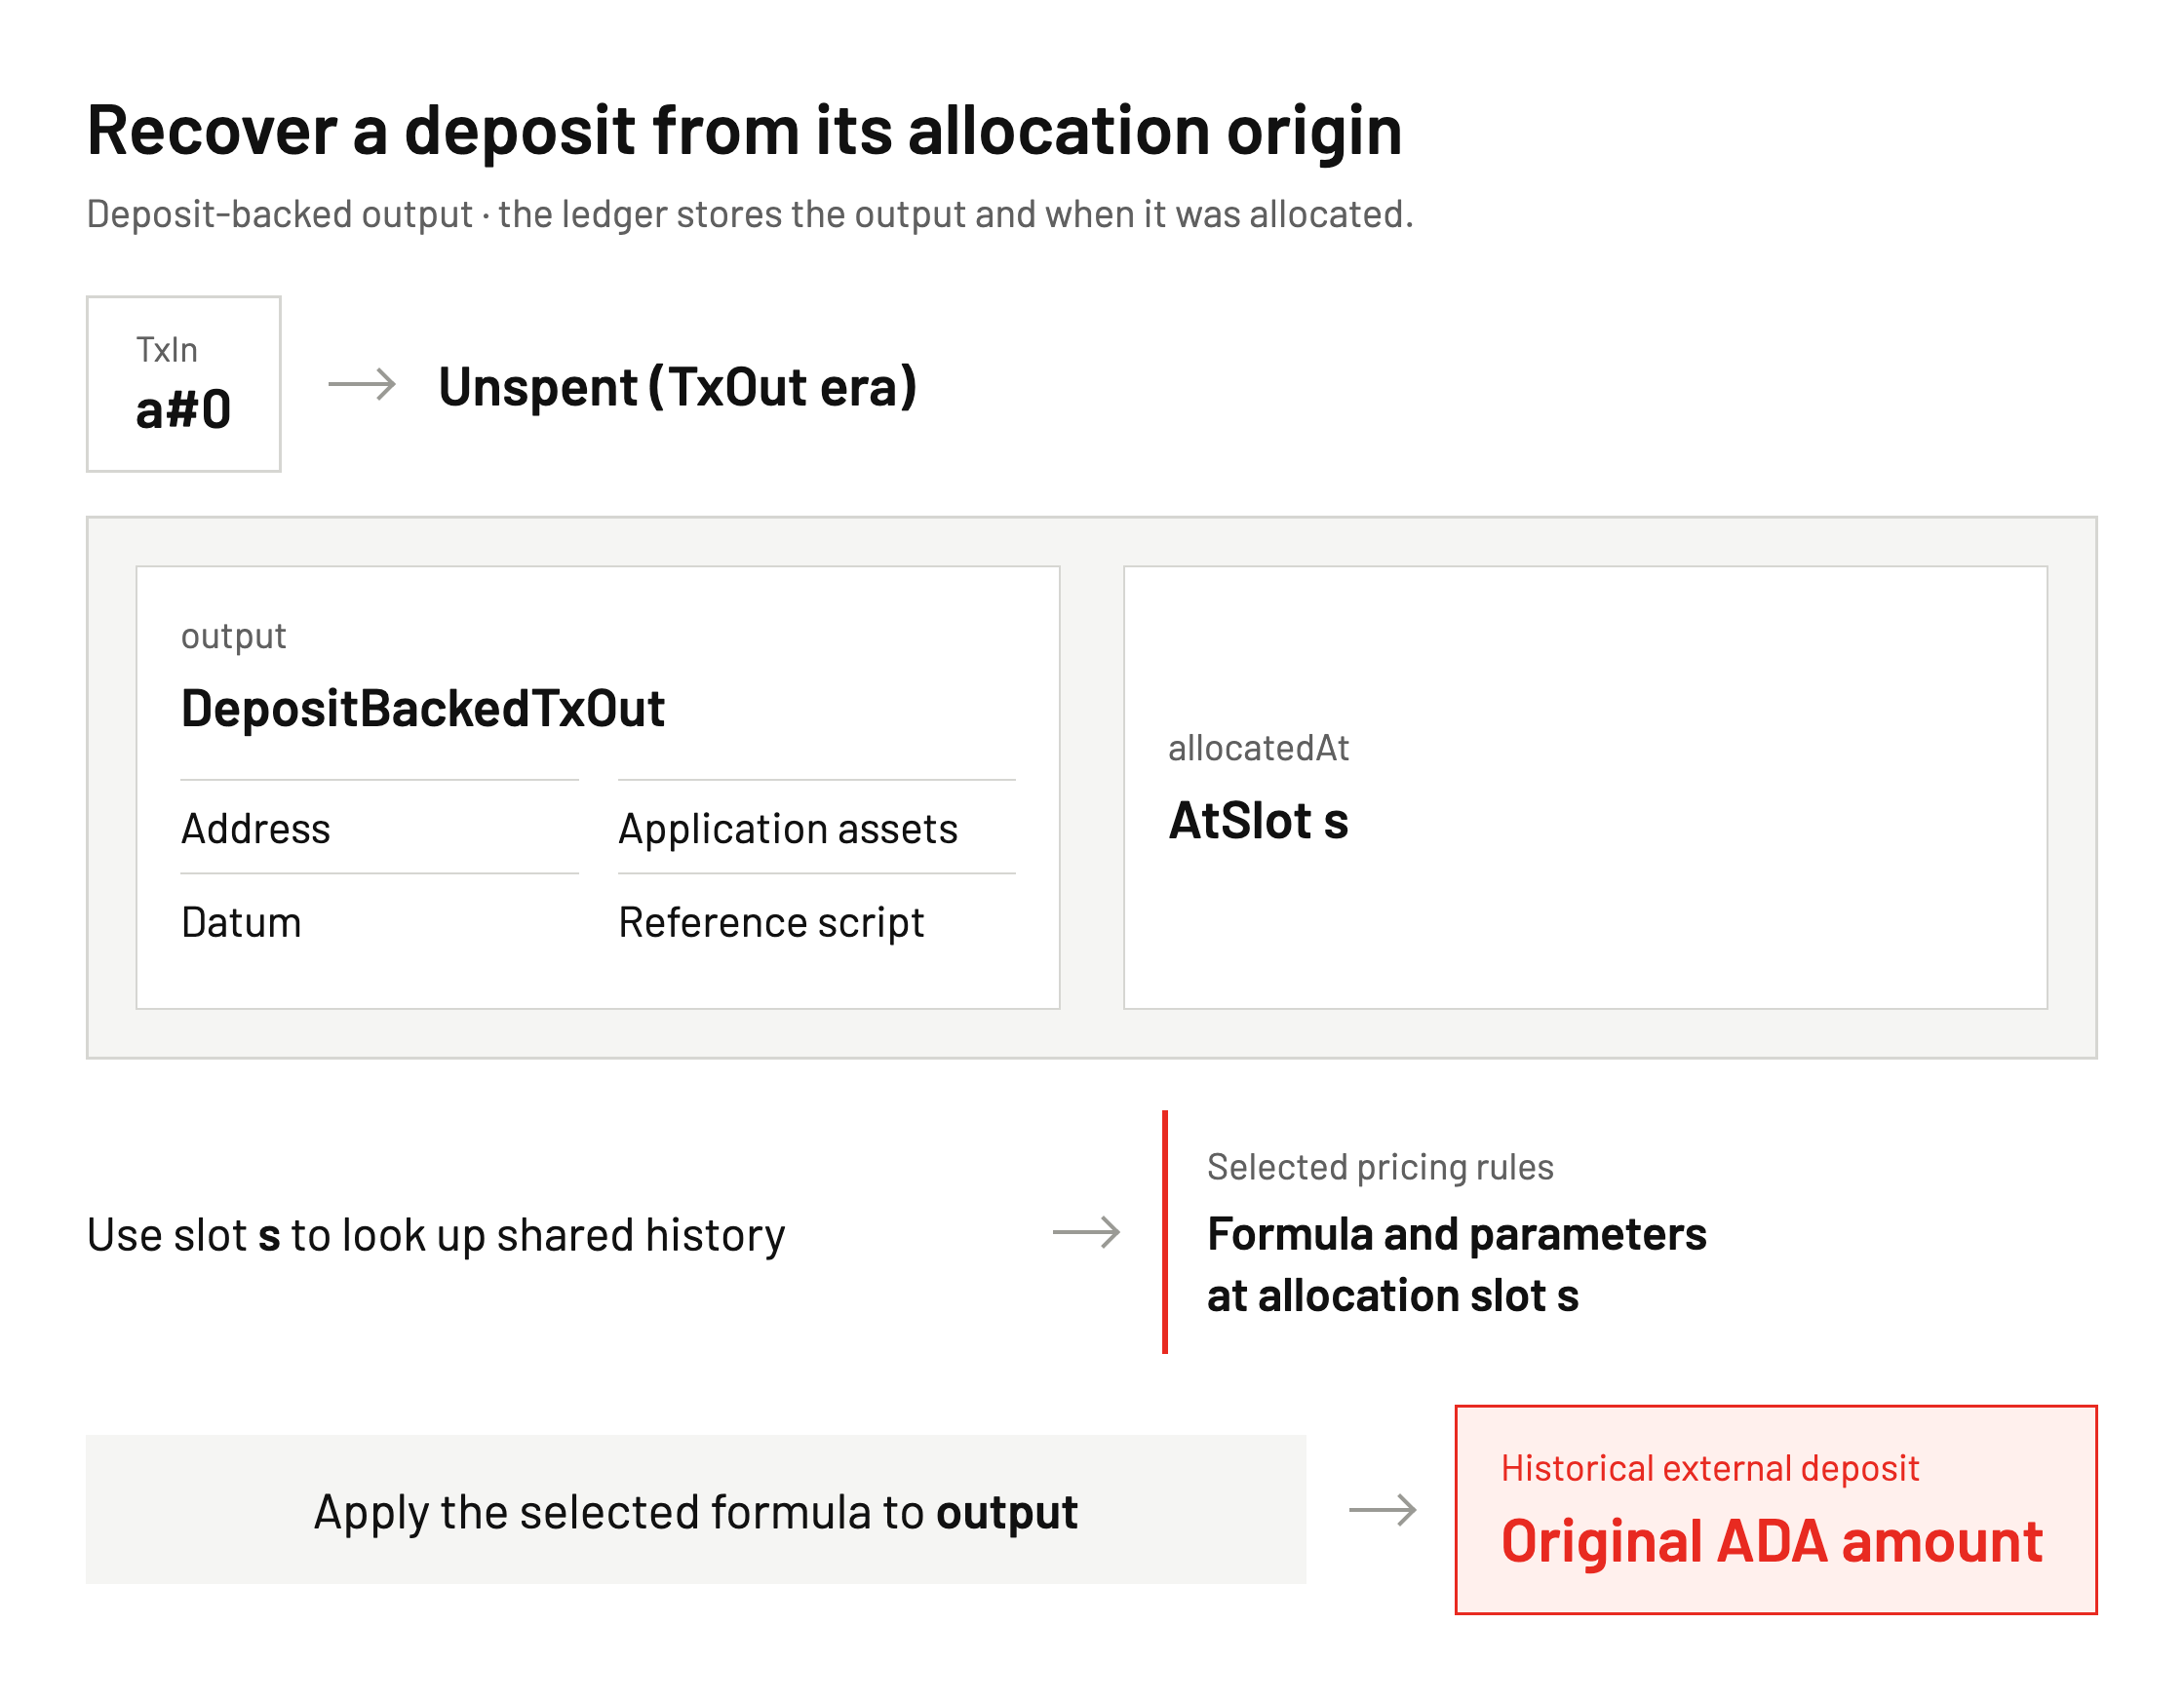 Recover a deposit from its allocation origin
Deposit-backed output · the ledger stores the output and when it was allocated.
TxIn
a#0
Unspent (TxOut era)
output
DepositBackedTxOut
Address
Application assets
Datum
Reference script
allocatedAt
AtSlot s
Use slot s to look up shared history
Selected pricing rules
Formula and parameters
at allocation slot s
Apply the selected formula to output
Historical external deposit
Original ADA amount